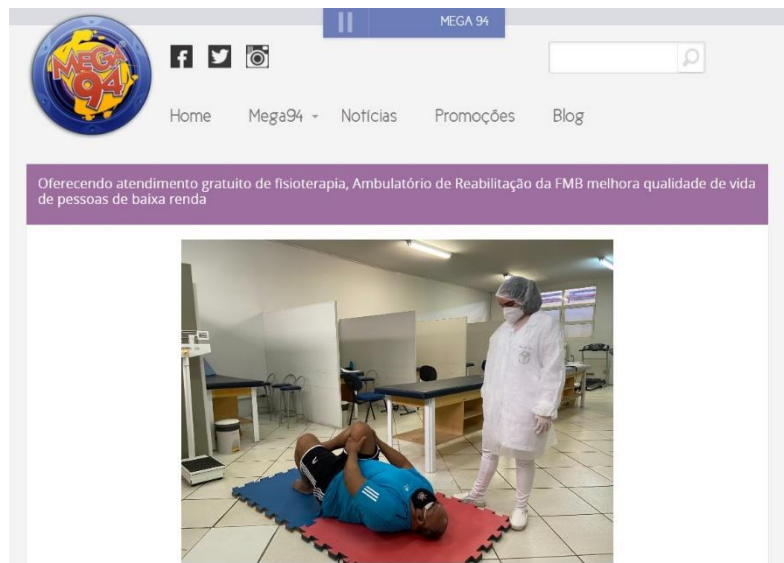 MEGA 94
MEGA
94
Home Mega94 Notícias Promoções Blog
Oferecendo atendimento gratuito de fisioterapia, Ambulatório de Reabilitação da FMB melhora qualidade de vida
de pessoas de baixa renda